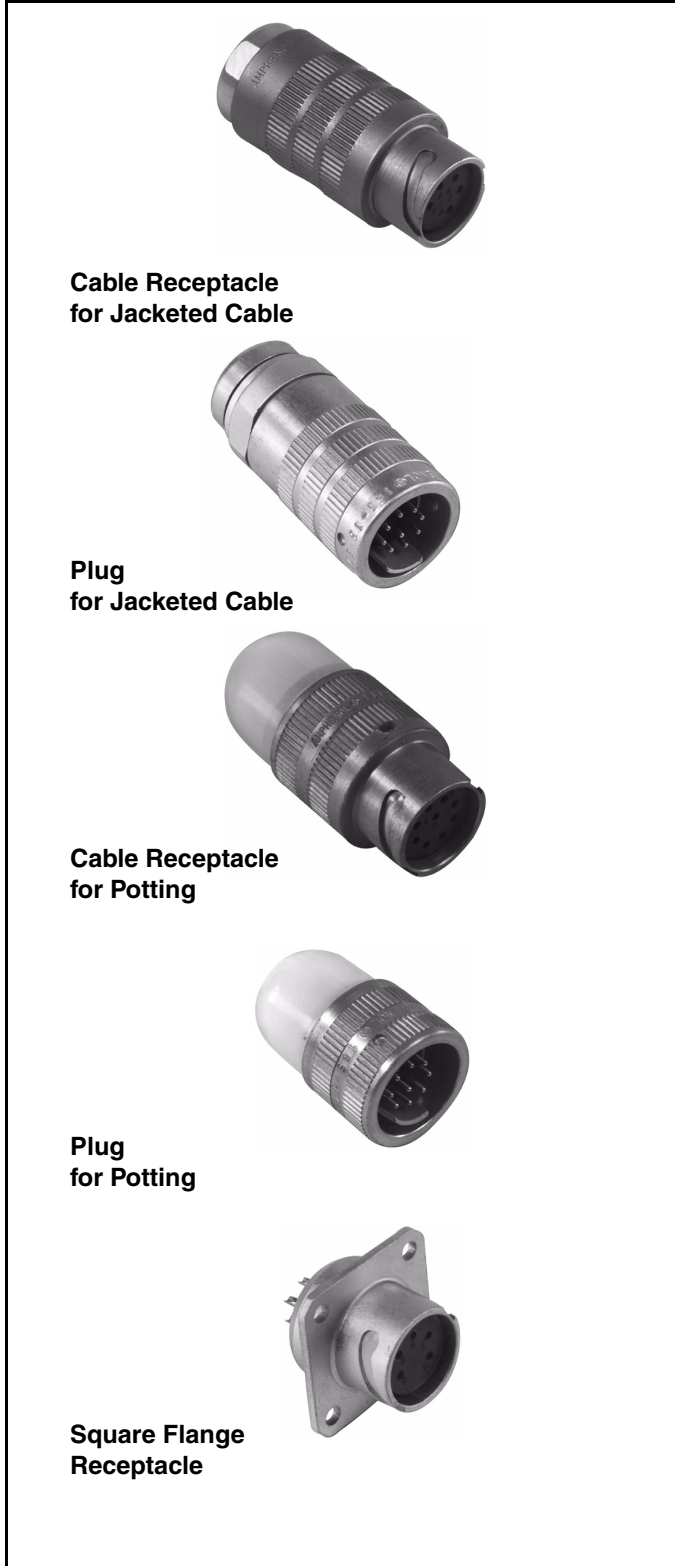 AMPHENOL
Cable Receptacle
for Jacketed Cable
Plug
for Jacketed Cable
Cable Receptacle
for Potting
Plug
for Potting
Square Flange
Receptacle